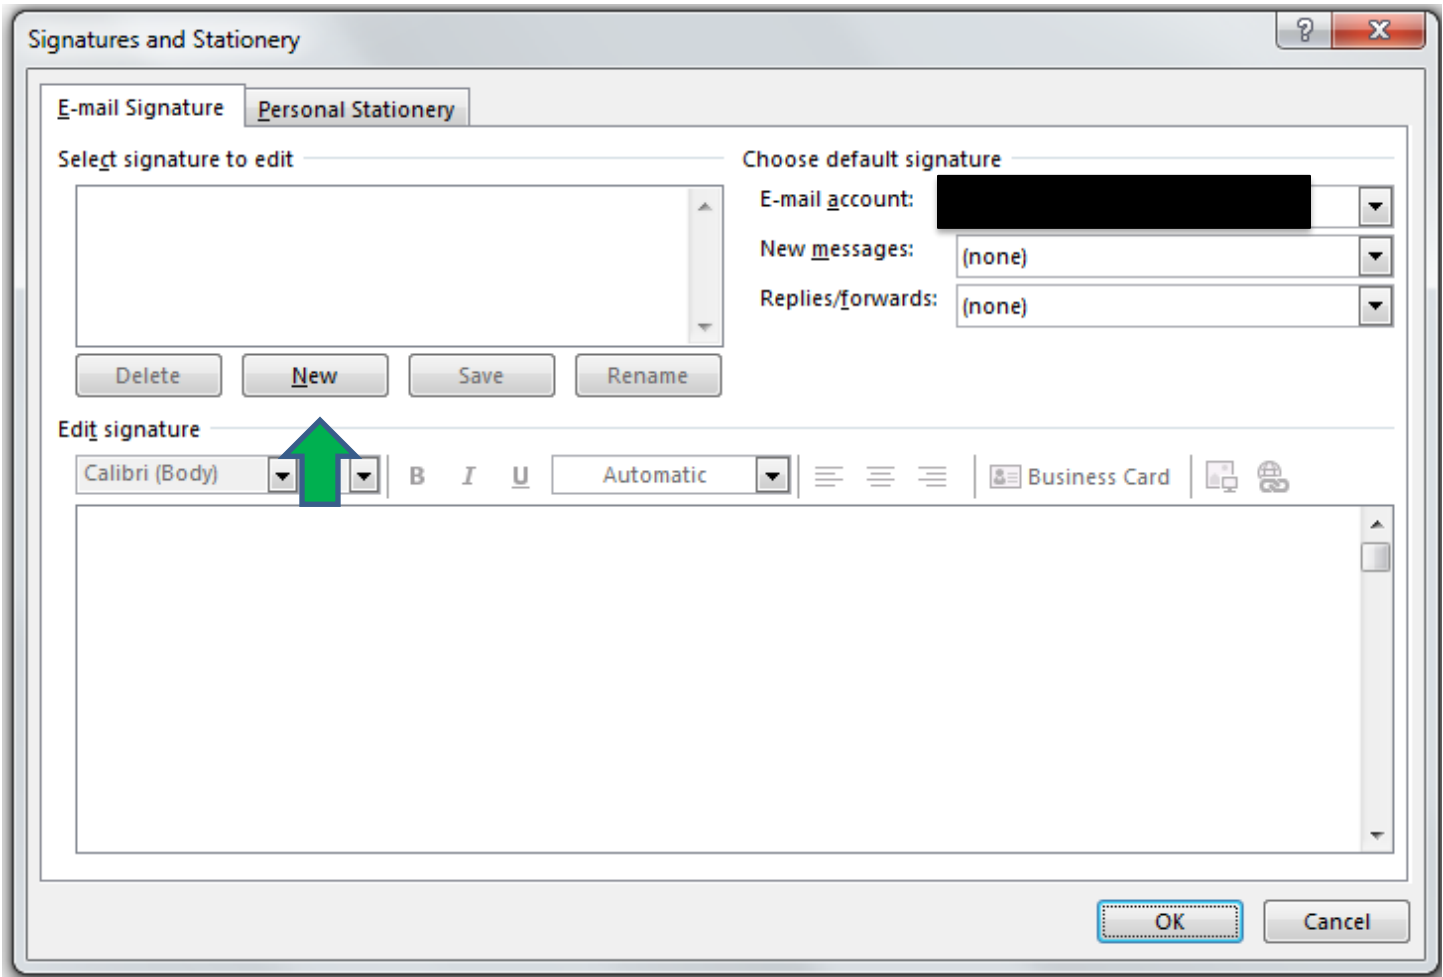 Signatures and Stationery
E-mail Signature
Personal Stationery
Select signature to edit
Choose default signature
E-mail account:
New messages:
(none)
Replies/forwards:
(none)
Delete
New
Save
Rename
Edit signature
Calibri (Body)
B I U
Automatic
Business Card
OK
Cancel